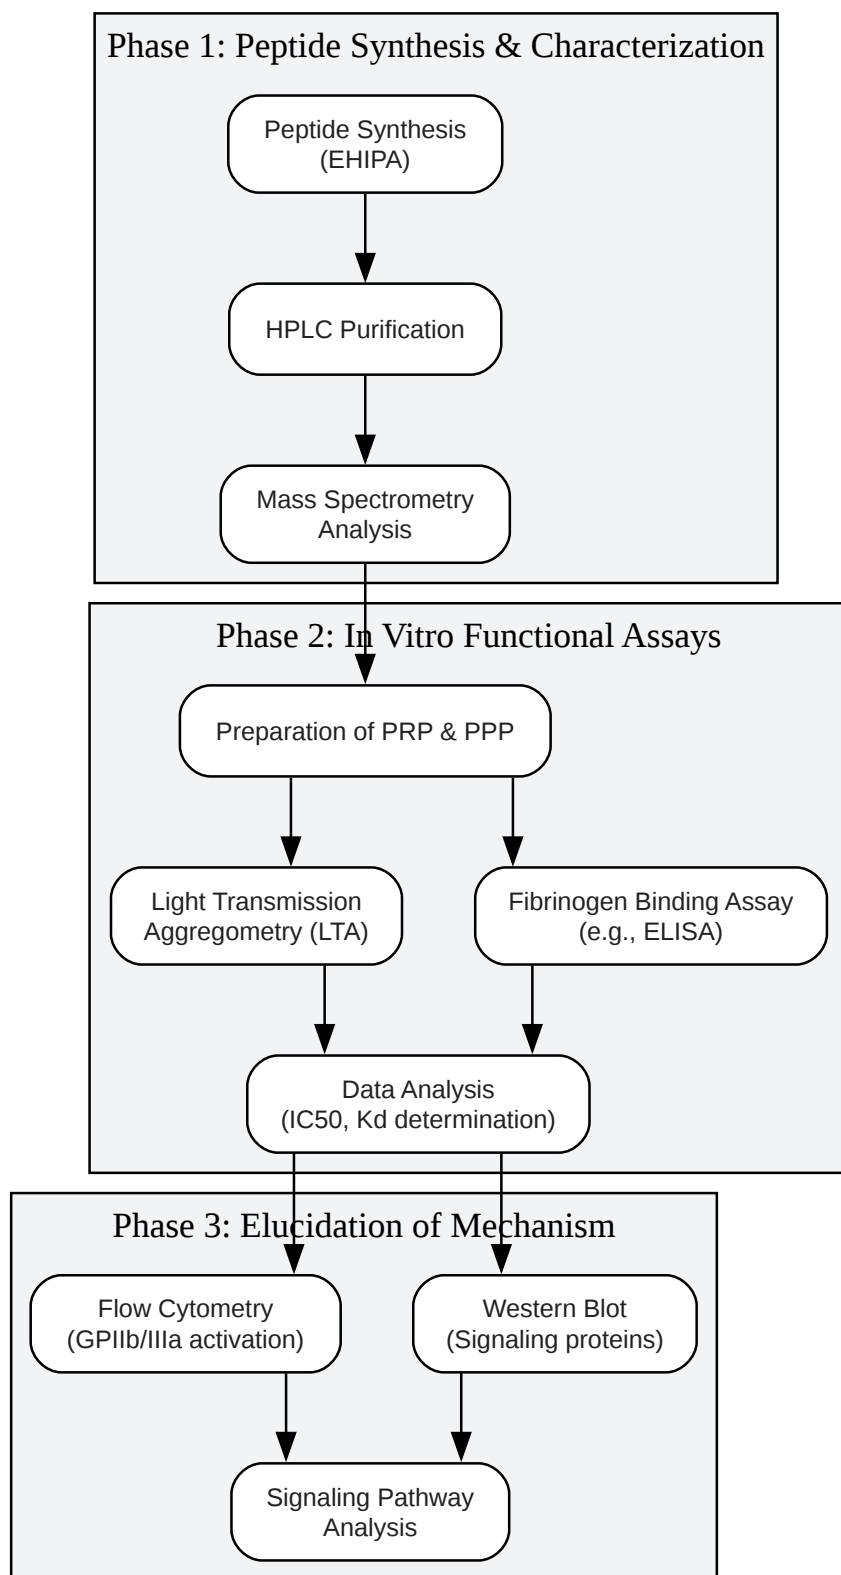 Phase 1: Peptide Synthesis & Characterization
Peptide Synthesis
(EHIPA)
HPLC Purification
Mass Spectrometry
Analysis
Phase 2: In Vitro Functional Assays
Preparation of PRP & PPP
Light Transmission
Aggregometry (LTA)
Fibrinogen Binding Assay
(e.g., ELISA)
Data Analysis
(IC50, Kd determination)
Phase 3: Elucidation of Mechanism
Flow Cytometry
(GPIIb/IIIa activation)
Western Blot
(Signaling proteins)
Signaling Pathway
Analysis